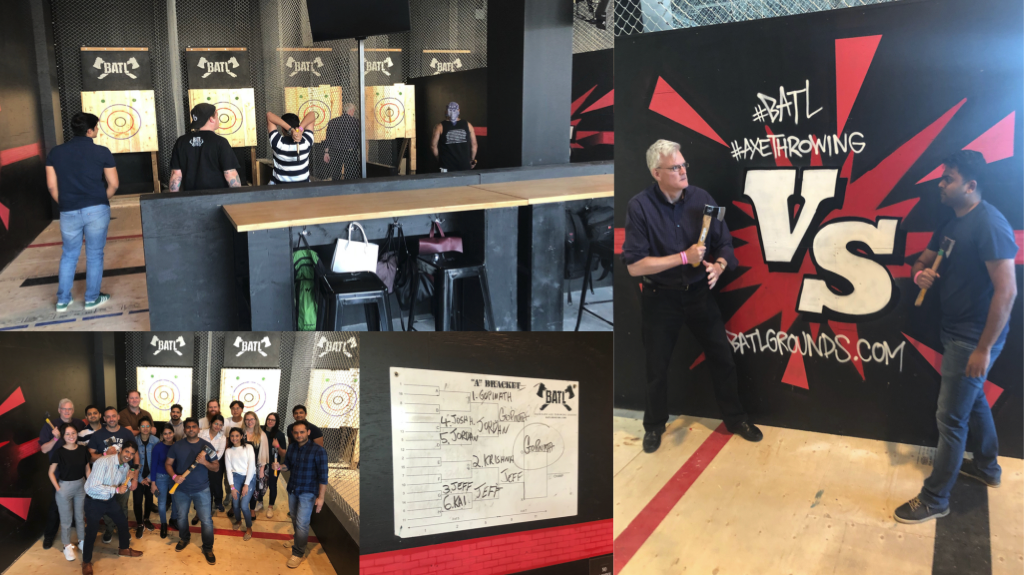 BATL
BATL
BATL
BATL
BATL
#BATL
#AXETHROWING
VS
BATLGROUNDS.COM
BATL
BATL
BATL
"A" BRACKET
BATL
1. GOPINATH
4. JOSH
JORDAN
5. JORDAN
2. KRISHNA
JEFF
3. JEFF
JEFF
6. KAI